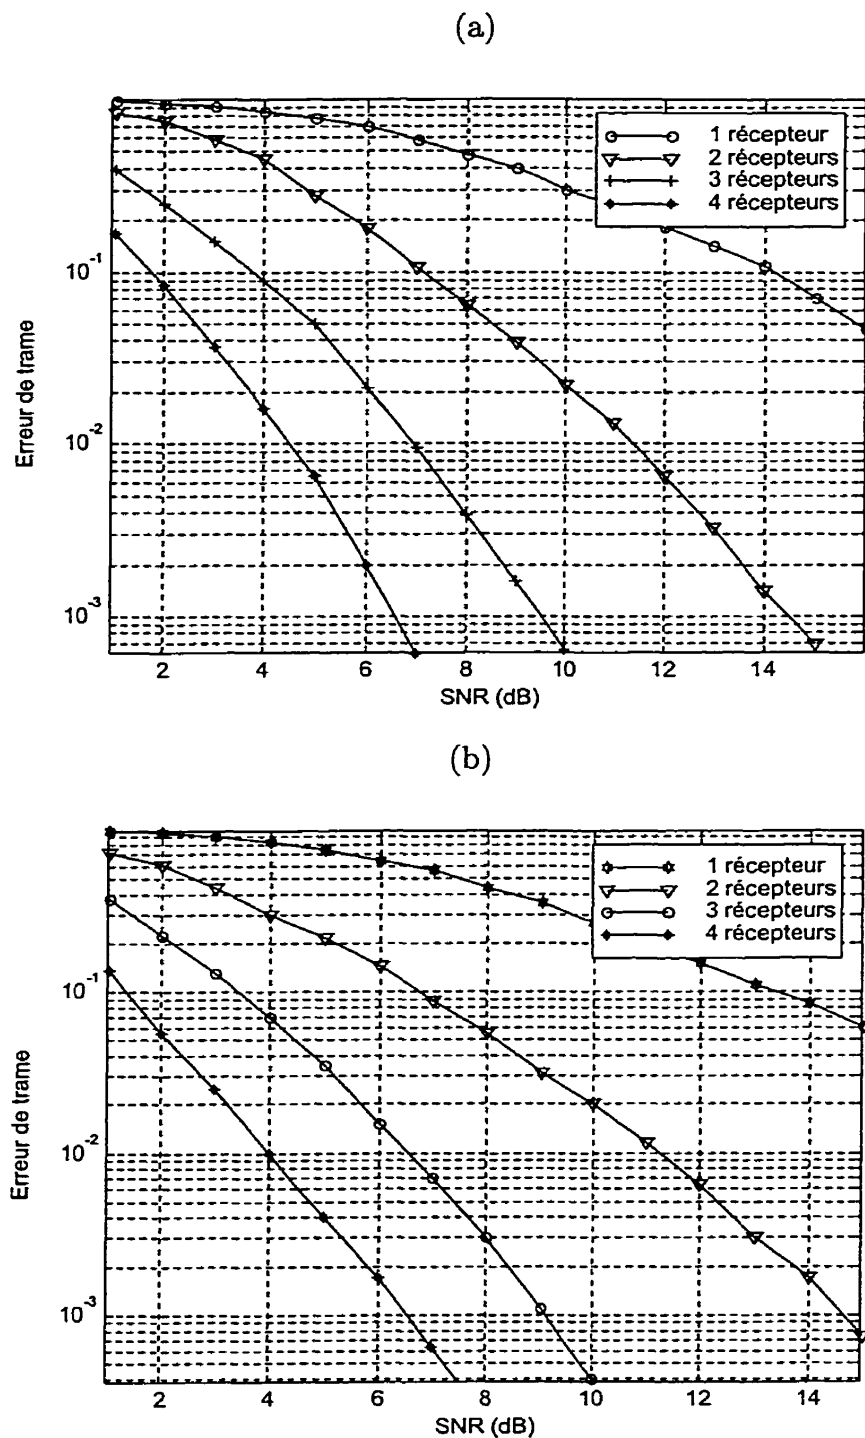 (a)
1 récepteur
2 récepteurs
3 récepteurs
4 récepteurs
10^-1
10^-2
10^-3
Erreur de trame
2 4 6 8 10 12 14
SNR (dB)
(b)
1 récepteur
2 récepteurs
3 récepteurs
4 récepteurs
10^-1
10^-2
10^-3
Erreur de trame
2 4 6 8 10 12 14
SNR (dB)